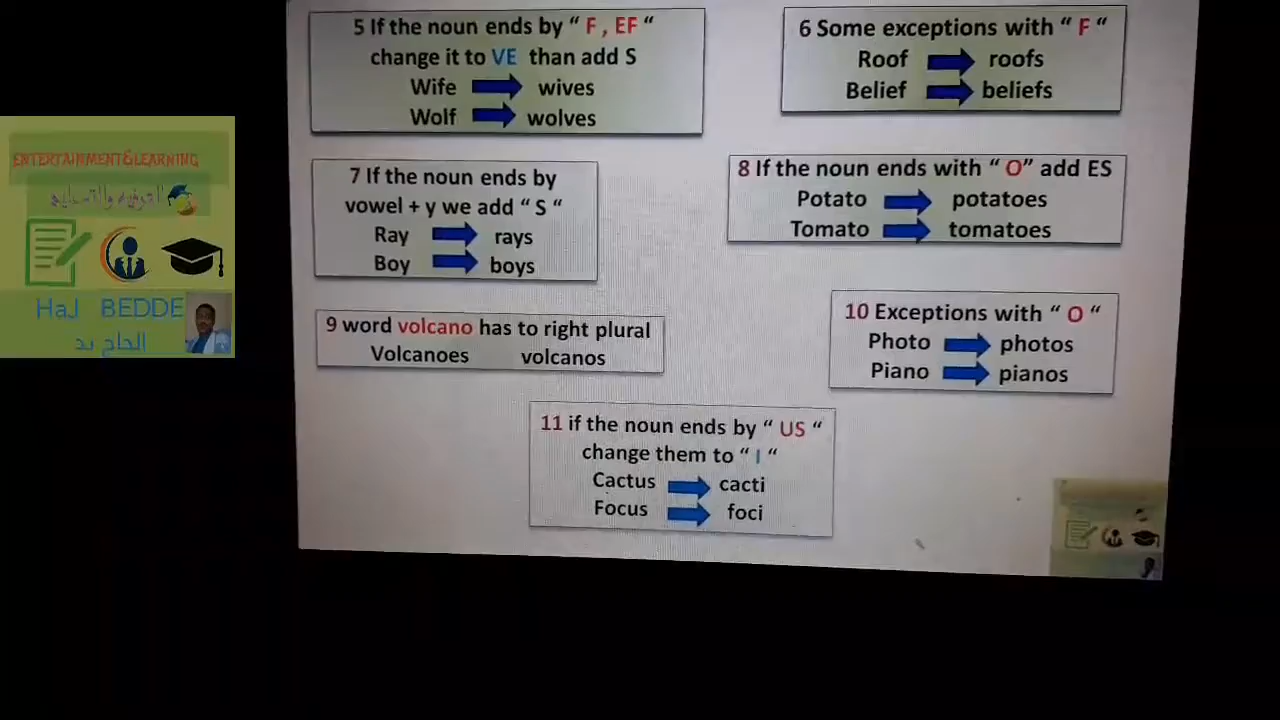 5 If the noun ends by “ F , EF “
change it to VE than add S
Wife wives
Wolf wolves
6 Some exceptions with “ F “
Roof roofs
Belief beliefs
ENTERTAINMENT&LEARNING
الترفيه والتعليم
HaJ BEDDE
الحاج بد
7 If the noun ends by
vowel + y we add “ S “
Ray rays
Boy boys
8 If the noun ends with “ O” add ES
Potato potatoes
Tomato tomatoes
9 word volcano has to right plural
Volcanoes volcanos
10 Exceptions with “ O “
Photo photos
Piano pianos
11 if the noun ends by “ US “
change them to “ I “
Cactus cacti
Focus foci